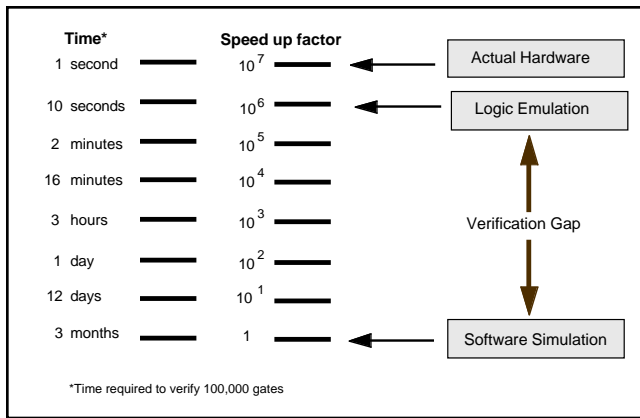 Time* Speed up factor
1 second 10^7 Actual Hardware
10 seconds 10^6 Logic Emulation
2 minutes 10^5
16 minutes 10^4
3 hours 10^3 Verification Gap
1 day 10^2
12 days 10^1
3 months 1 Software Simulation
*Time required to verify 100,000 gates